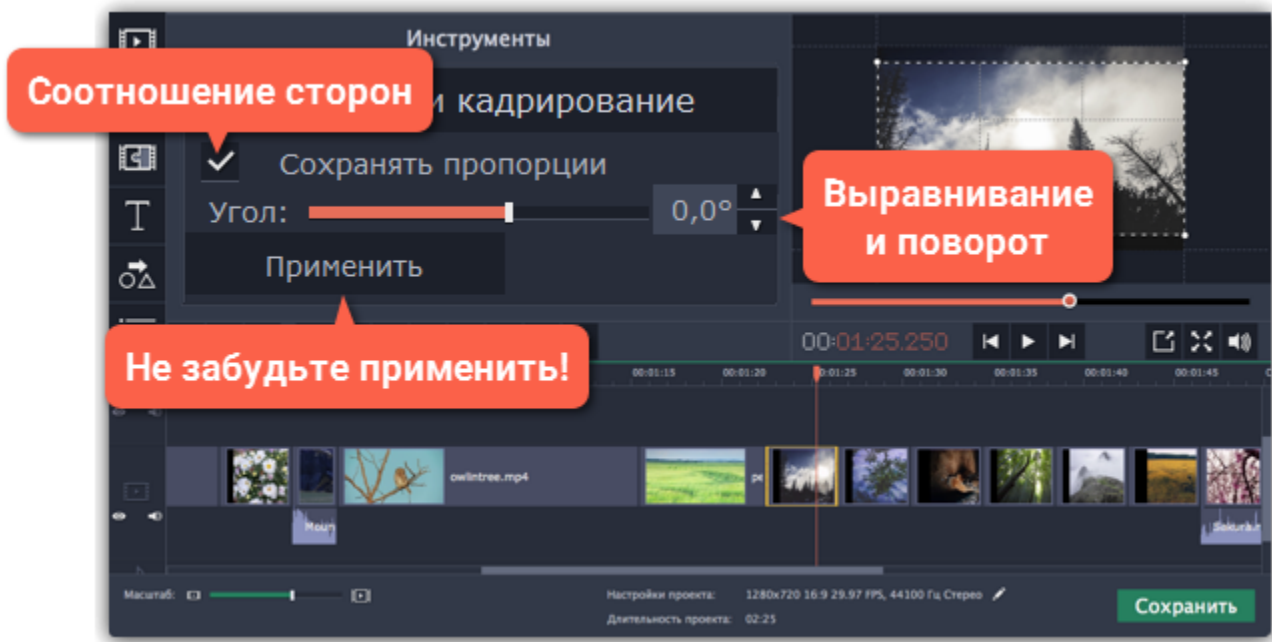 Инструменты
Соотношение сторон
и кадрирование
Сохранять пропорции
Угол:
0,0°
Выравнивание
и поворот
Применить
Не забудьте применить!
00:01:25.250
00:01:15
00:01:20
00:01:25
00:01:30
00:01:35
00:01:40
00:01:45
owlintree.mp4
Масштаб:
Настройки проекта:
1280x720 16:9 29.97 FPS, 44100 Гц Стерео
Длительность проекта:
02:25
Сохранить